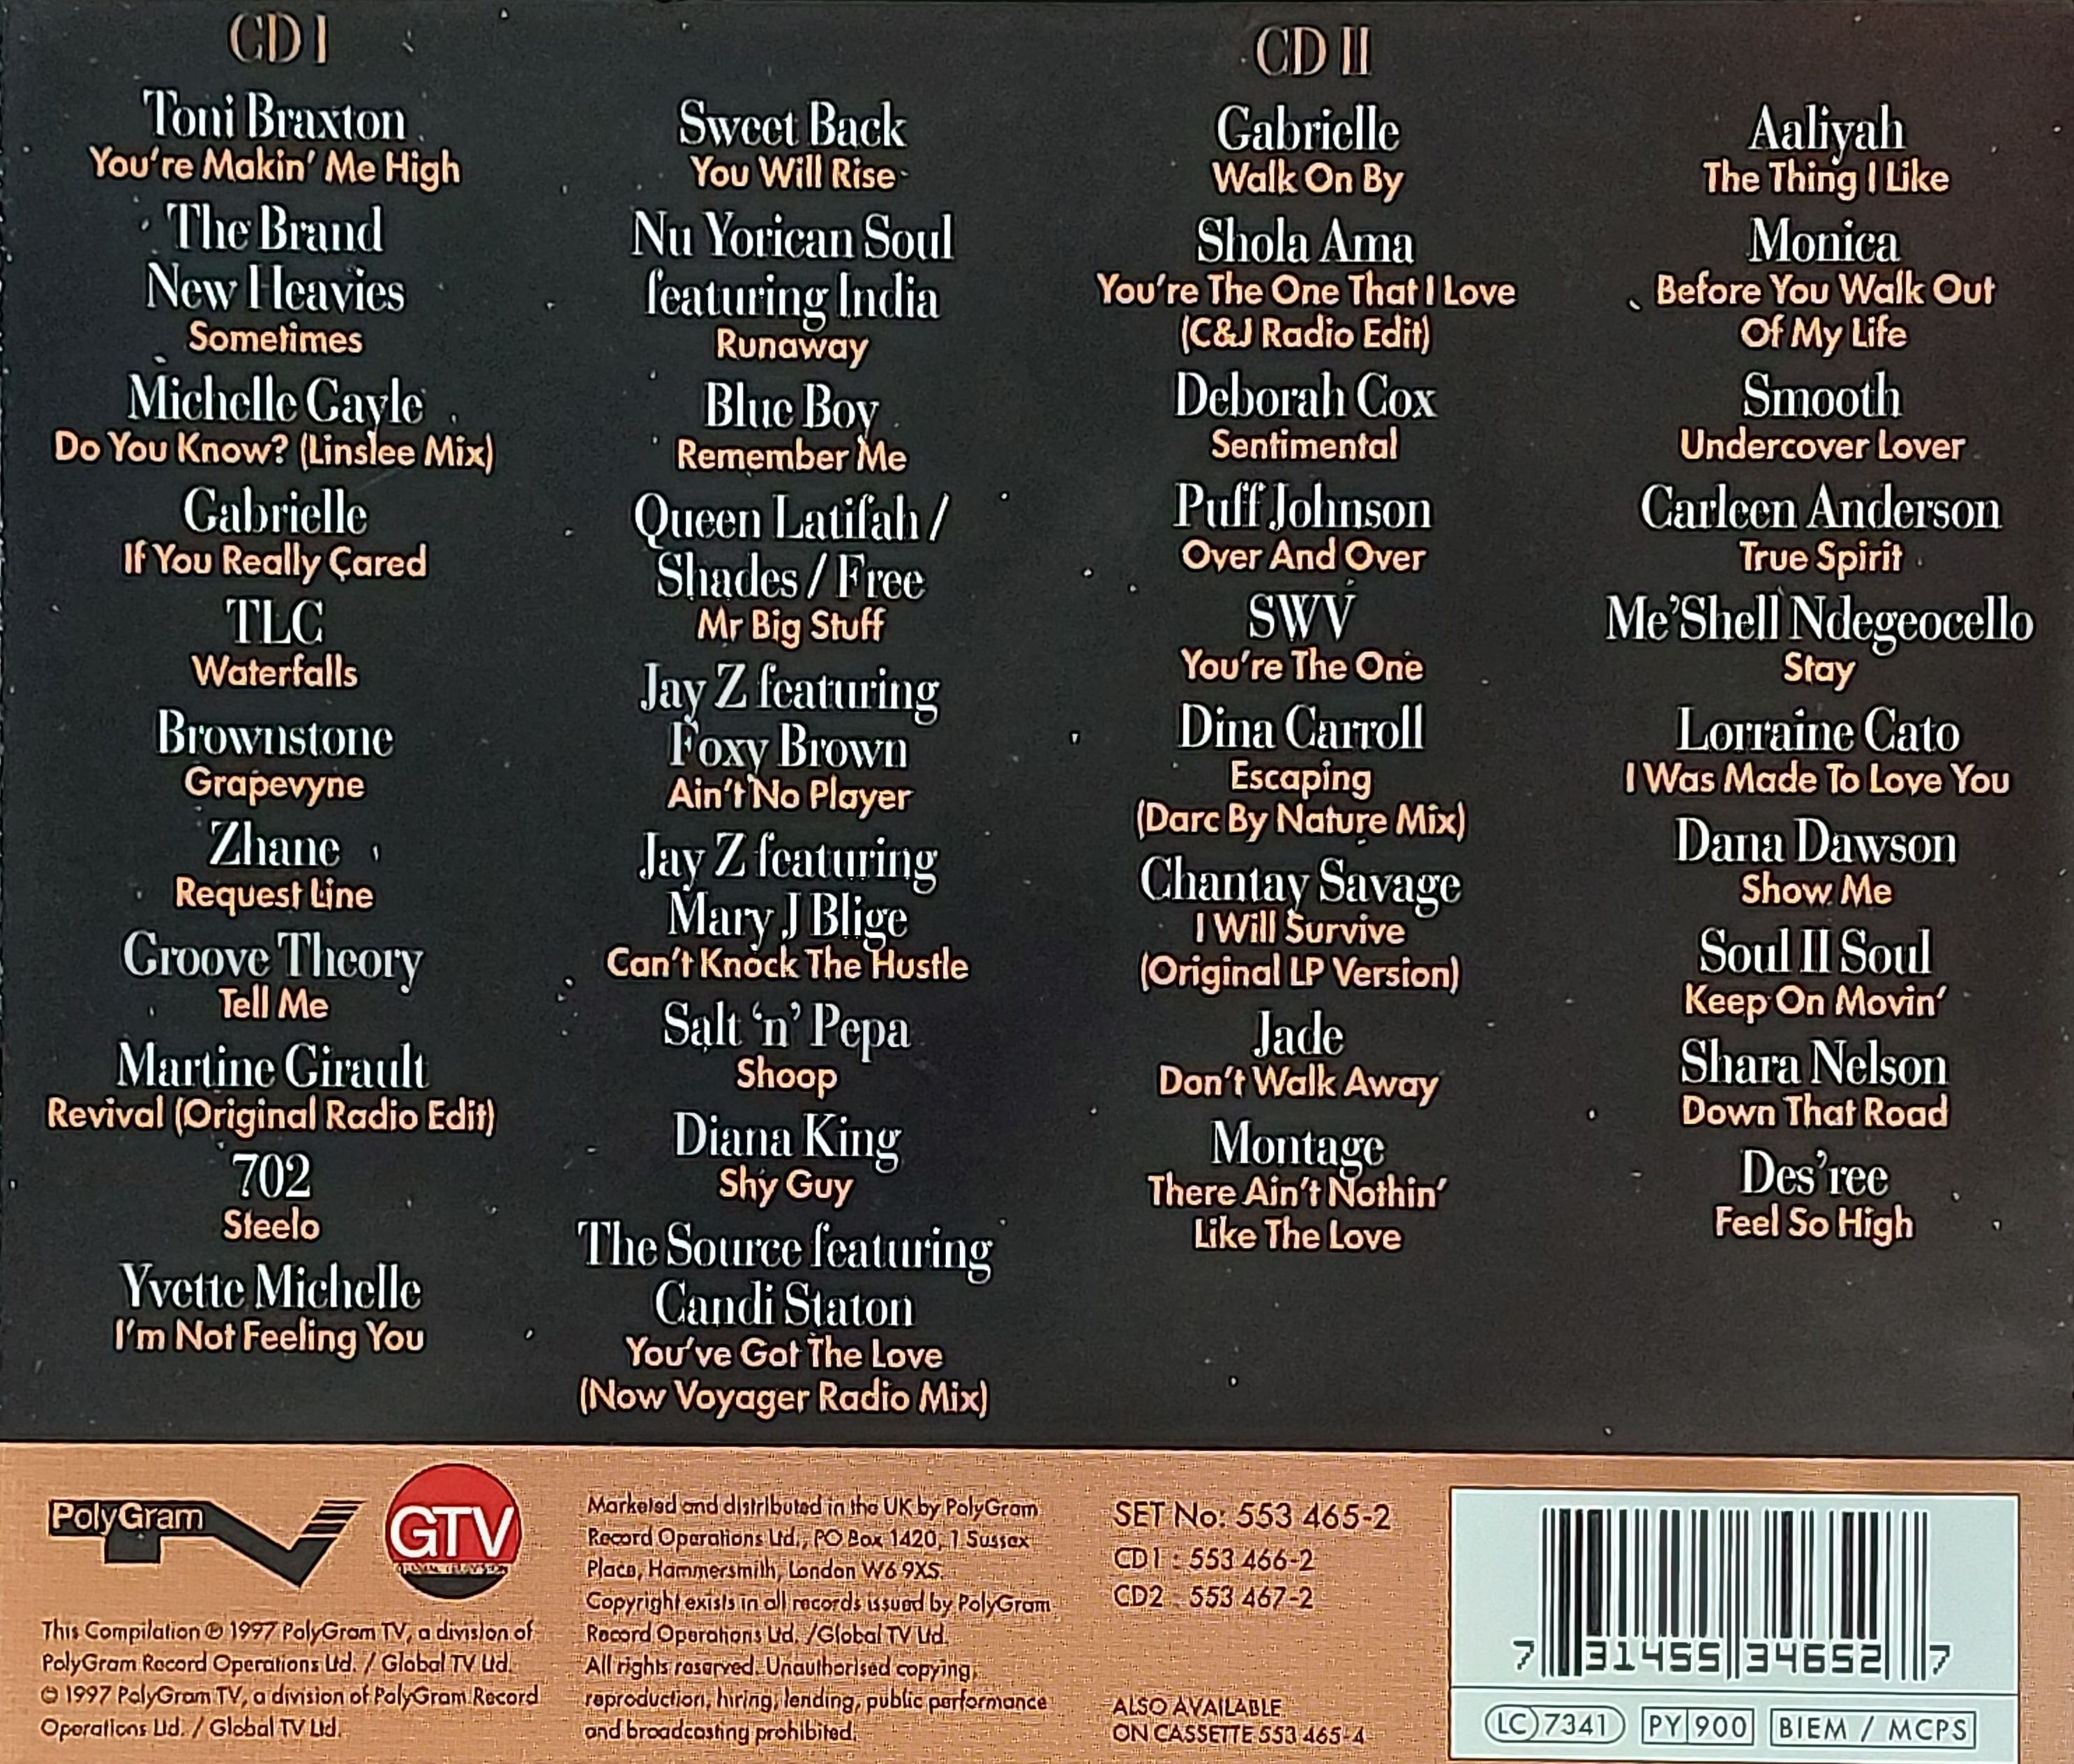 CD I
Toni Braxton
You're Makin' Me High
The Brand
New Heavies
Sometimes
Michelle Gayle
Do You Know? (Linslee Mix)
Gabrielle
If You Really Cared
TLC
Waterfalls
Brownstone
Grapevyne
Zhane
Request Line
Groove Theory
Tell Me
Martine Girault
Revival (Original Radio Edit)
702
Steelo
Yvette Michelle
I'm Not Feeling You
Sweet Back
You Will Rise
Nu Yorican Soul
featuring India
Runaway
Blue Boy
Remember Me
Queen Latifah /
Shades / Free
Mr Big Stuff
Jay Z featuring
Foxy Brown
Ain't No Player
Jay Z featuring
Mary J Blige
Can't Knock The Hustle
Salt 'n' Pepa
Shoop
Diana King
Shy Guy
The Source featuring
Candi Staton
You've Got The Love
(Now Voyager Radio Mix)
CD II
Gabrielle
Walk On By
Shola Ama
You're The One That I Love
(C&J Radio Edit)
Deborah Cox
Sentimental
Puff Johnson
Over And Over
SWV
You're The One
Dina Carroll
Escaping
(Darc By Nature Mix)
Chantay Savage
I Will Survive
(Original LP Version)
Jade
Don't Walk Away
Montage
There Ain't Nothin'
Like The Love
Aaliyah
The Thing I Like
Monica
Before You Walk Out
Of My Life
Smooth
Undercover Lover
Carleen Anderson
True Spirit
Me'Shell Ndegeocello
Stay
Lorraine Cato
I Was Made To Love You
Dana Dawson
Show Me
Soul II Soul
Keep On Movin'
Shara Nelson
Down That Road
Des'ree
Feel So High
PolyGram
GTV
GLOBAL TELEVISION
This Compilation ℗ 1997 PolyGram TV, a division of
PolyGram Record Operations Ltd. / Global TV Ltd.
© 1997 PolyGram TV, a division of PolyGram Record
Operations Ltd. / Global TV Ltd.
Marketed and distributed in the UK by PolyGram
Record Operations Ltd., PO Box 1420, 1 Sussex
Place, Hammersmith, London W6 9XS.
Copyright exists in all records issued by PolyGram
Record Operations Ltd. /Global TV Ltd.
All rights reserved. Unauthorised copying,
reproduction, hiring, lending, public performance
and broadcasting prohibited.
SET No: 553 465-2
CD1 : 553 466-2
CD2 : 553 467-2
ALSO AVAILABLE
ON CASSETTE 553 465-4
7 31455 34652 7
LC 7341 PY 900 BIEM / MCPS